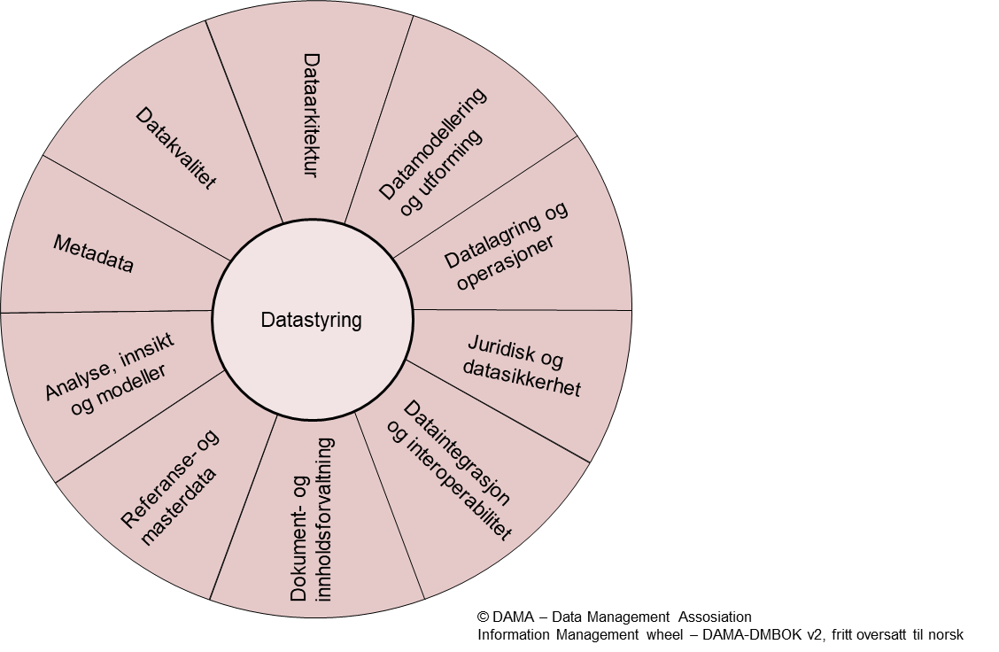 Dataarkitektur
Datamodellering
og utforming
Datalagring og
operasjoner
Juridisk og
datasikkerhet
Dataintegrasjon
og interoperabilitet
Dokument- og
innholdsforvaltning
Referanse- og
masterdata
Analyse, innsikt
og modeller
Metadata
Datakvalitet
Datastyring
© DAMA – Data Management Assosiation
Information Management wheel – DAMA-DMBOK v2, fritt oversatt til norsk